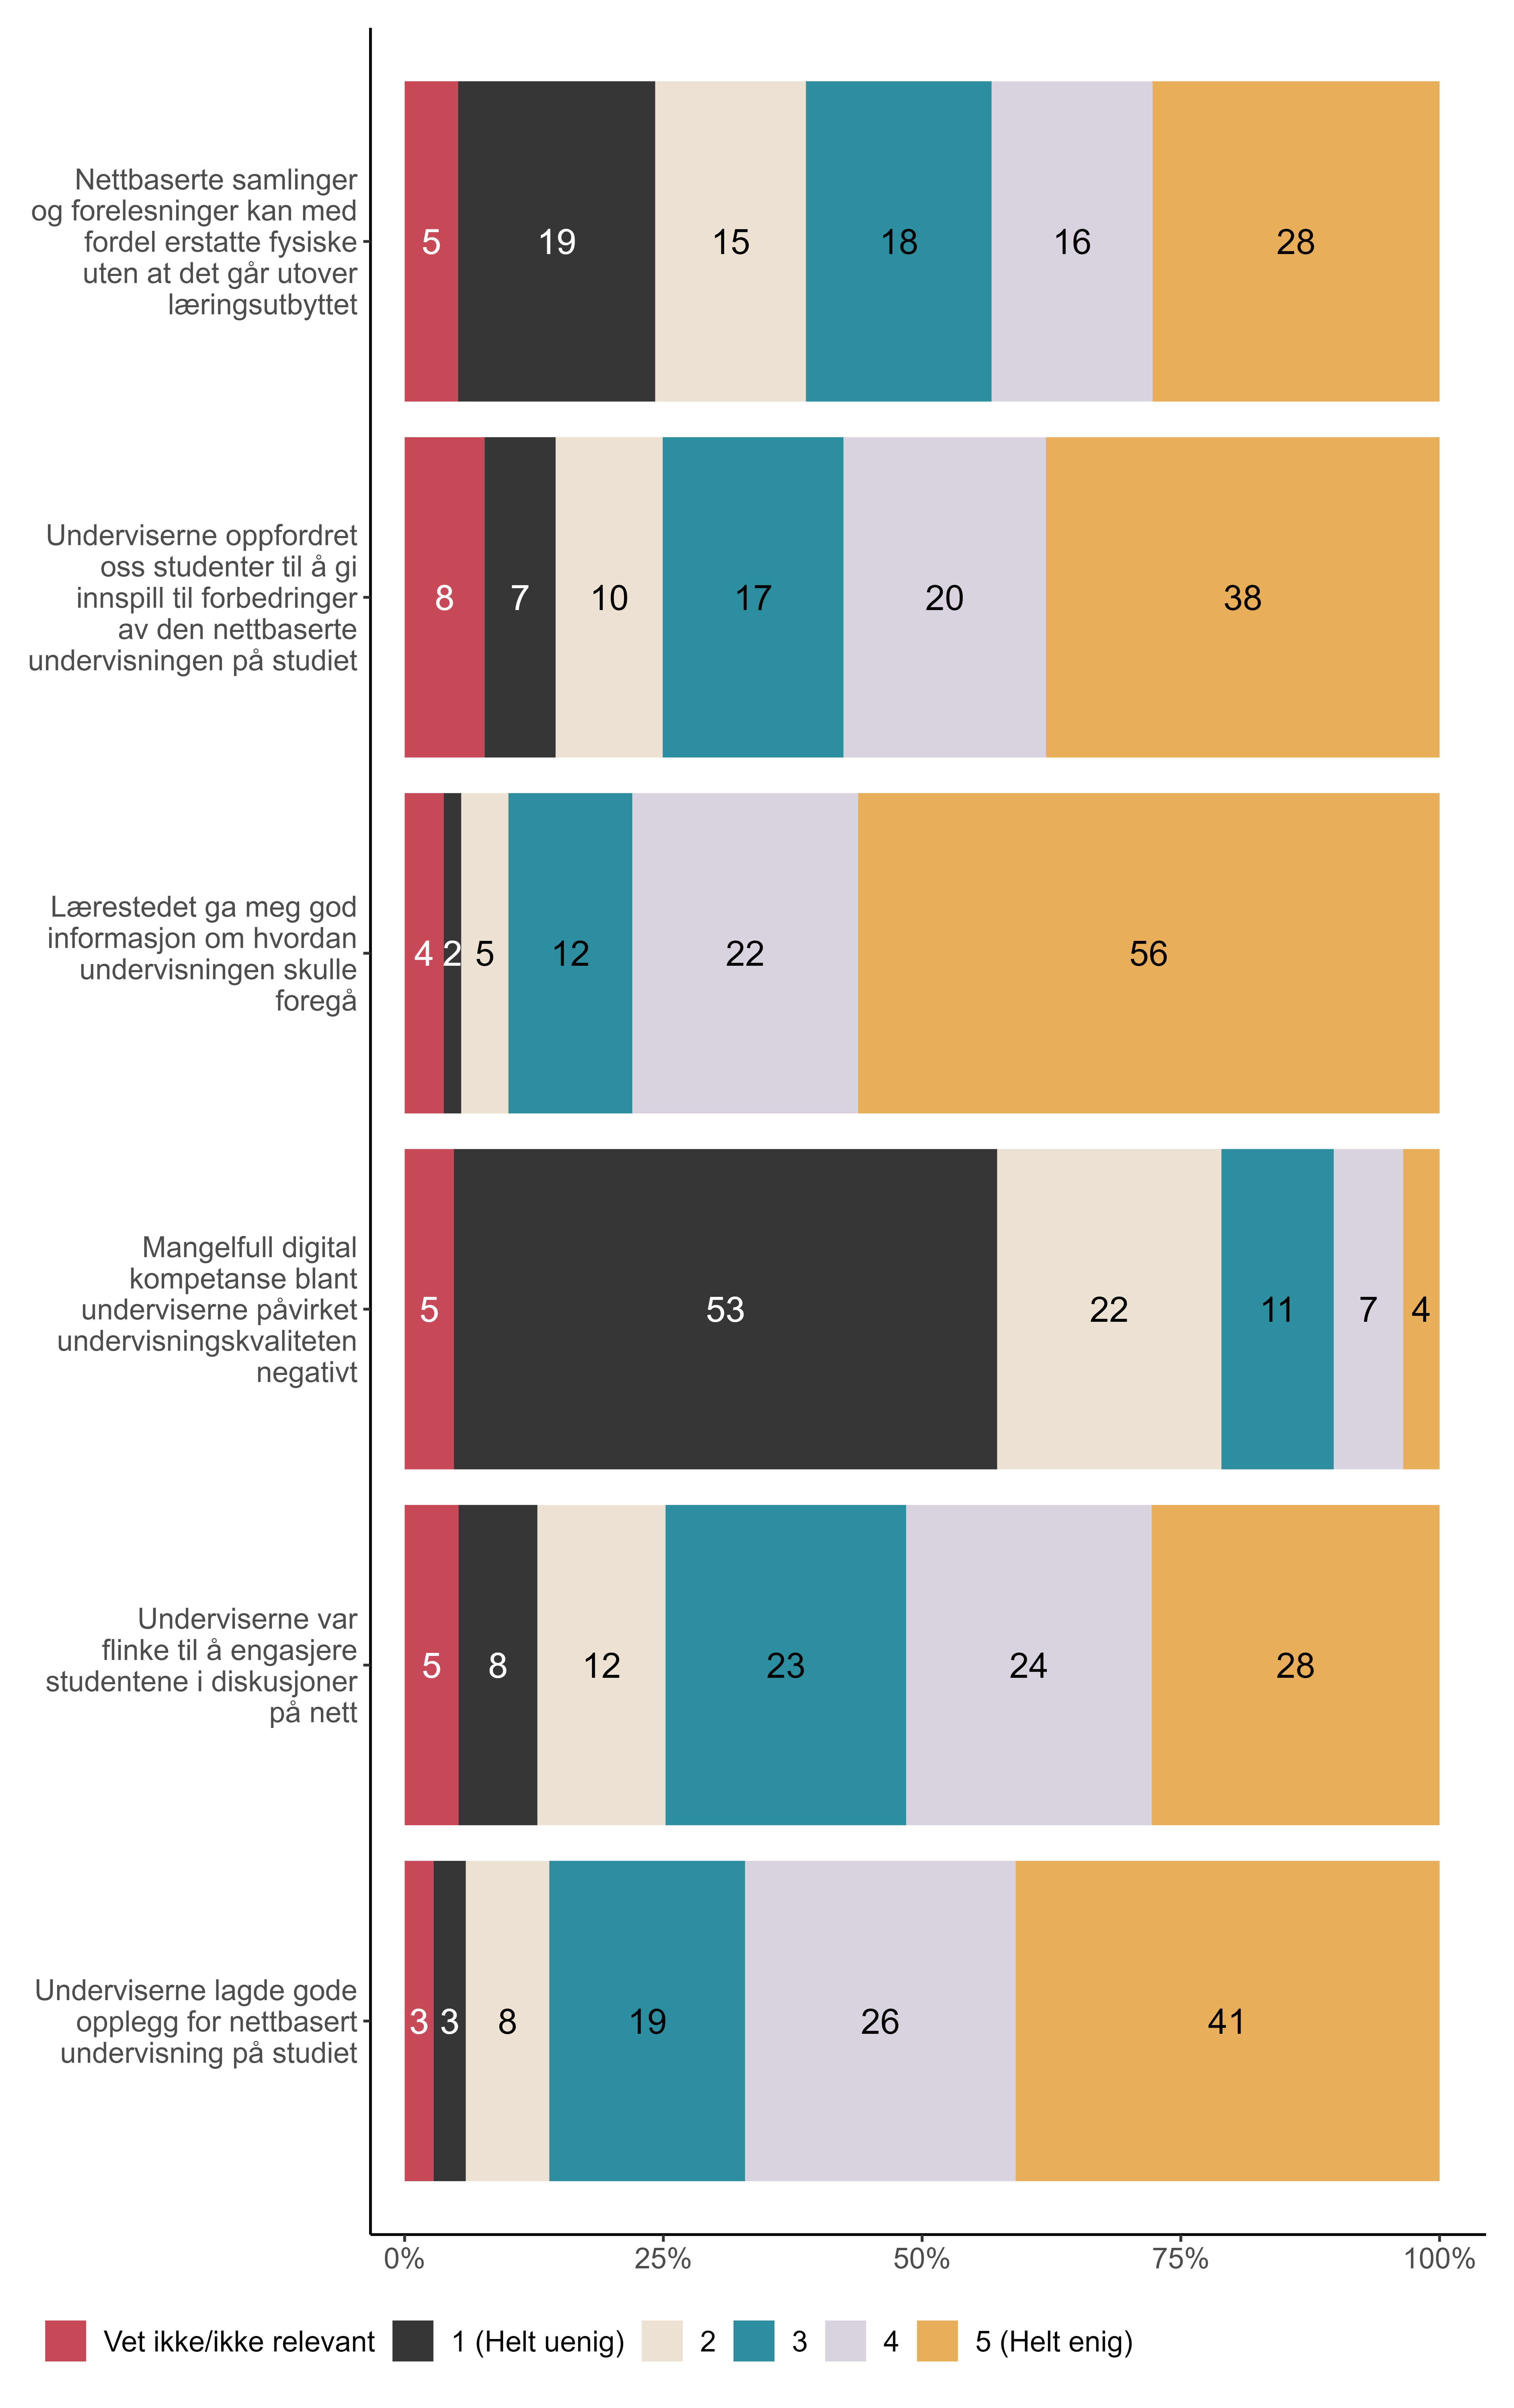 Nettbaserte samlinger
og forelesninger kan med
fordel erstatte fysiske
uten at det går utover
læringsutbyttet
5 19 15 18 16 28
Underviserne oppfordret
oss studenter til å gi
innspill til forbedringer
av den nettbaserte
undervisningen på studiet
8 7 10 17 20 38
Lærestedet ga meg god
informasjon om hvordan
undervisningen skulle
foregå
4 2 5 12 22 56
Mangelfull digital
kompetanse blant
underviserne påvirket
undervisningskvaliteten
negativt
5 53 22 11 7 4
Underviserne var
flinke til å engasjere
studentene i diskusjoner
på nett
5 8 12 23 24 28
Underviserne lagde gode
opplegg for nettbasert
undervisning på studiet
3 3 8 19 26 41
0% 25% 50% 75% 100%
Vet ikke/ikke relevant 1 (Helt uenig) 2 3 4 5 (Helt enig)